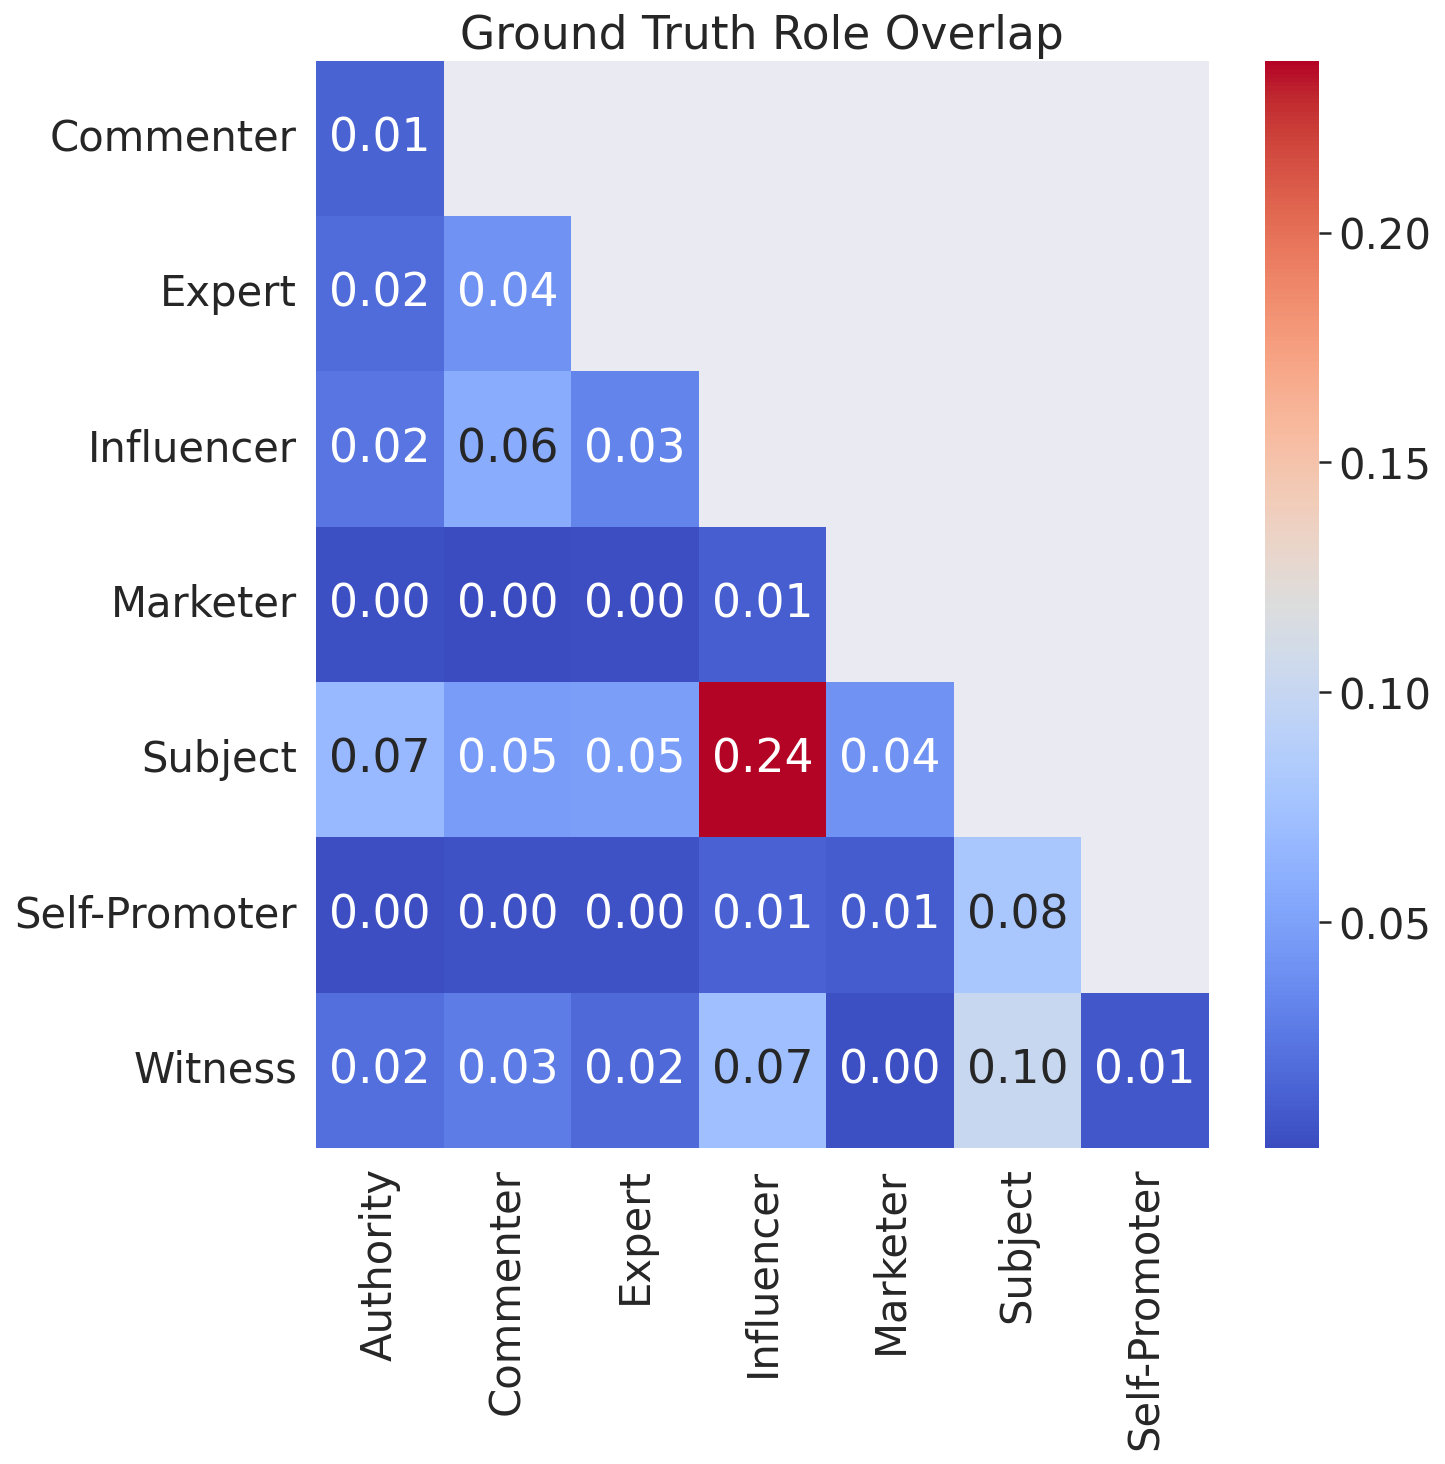 Ground Truth Role Overlap
Commenter 0.01
Expert 0.02 0.04
Influencer 0.02 0.06 0.03
Marketer 0.00 0.00 0.00 0.01
Subject 0.07 0.05 0.05 0.24 0.04
Self-Promoter 0.00 0.00 0.00 0.01 0.01 0.08
Witness 0.02 0.03 0.02 0.07 0.00 0.10 0.01
Authority
Commenter
Expert
Influencer
Marketer
Subject
Self-Promoter
0.20
0.15
0.10
0.05